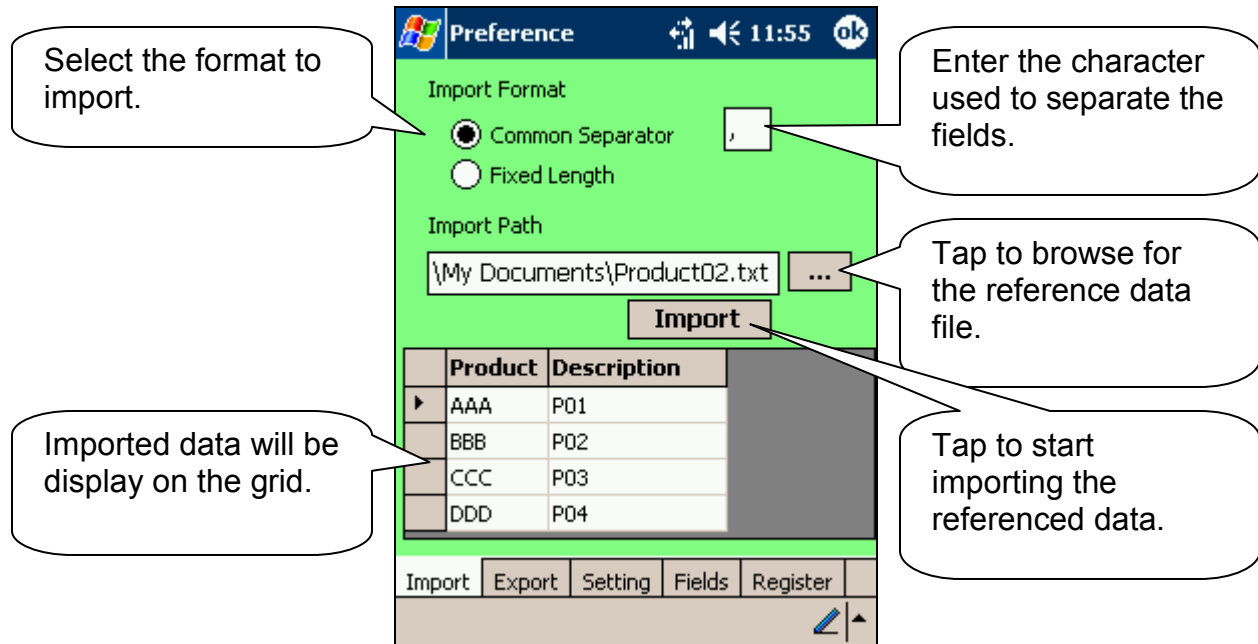 Preference 11:55 ok
Select the format to
import.
Import Format
Common Separator ,
Fixed Length
Enter the character
used to separate the
fields.
Import Path
\My Documents\Product02.txt ...
Import
Tap to browse for
the reference data
file.
Product Description
AAA P01
BBB P02
CCC P03
DDD P04
Imported data will be
display on the grid.
Tap to start
importing the
referenced data.
Import Export Setting Fields Register